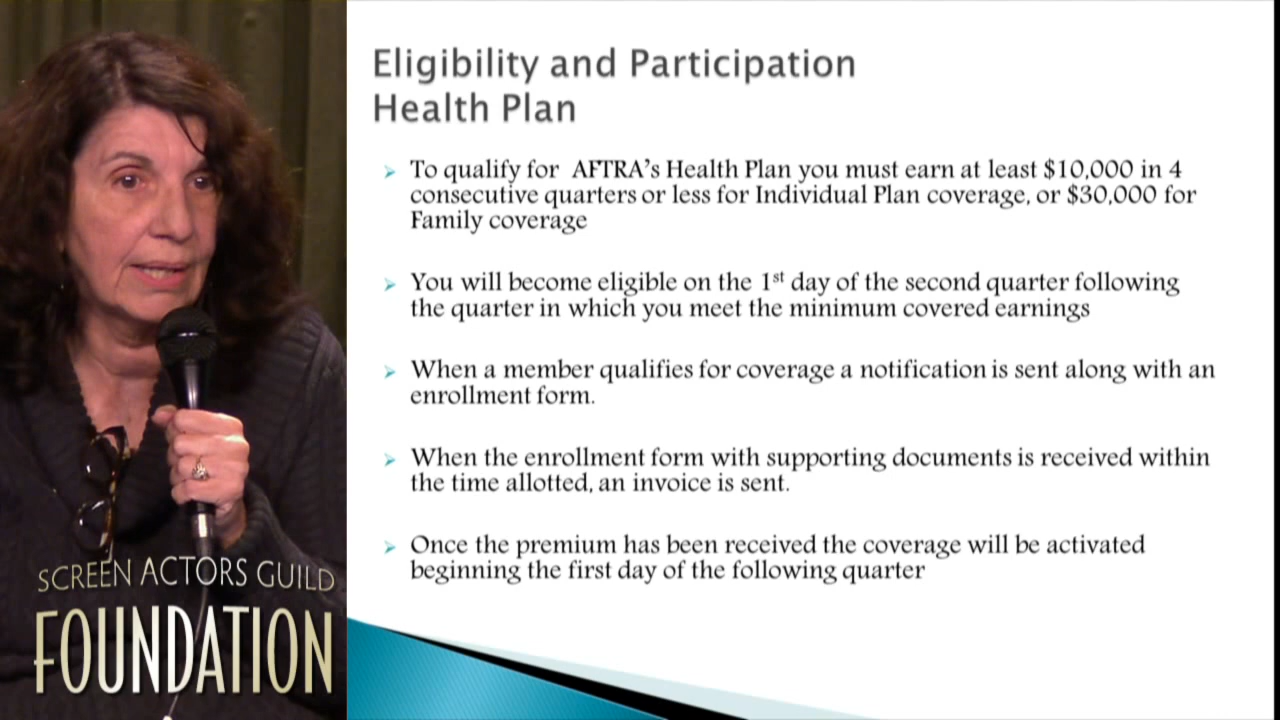 Eligibility and Participation
Health Plan
To qualify for AFTRA's Health Plan you must earn at least $10,000 in 4
consecutive quarters or less for Individual Plan coverage, or $30,000 for
Family coverage
You will become eligible on the 1st day of the second quarter following
the quarter in which you meet the minimum covered earnings
When a member qualifies for coverage a notification is sent along with an
enrollment form.
When the enrollment form with supporting documents is received within
the time allotted, an invoice is sent.
Once the premium has been received the coverage will be activated
beginning the first day of the following quarter
SCREEN ACTORS GUILD
FOUNDATION